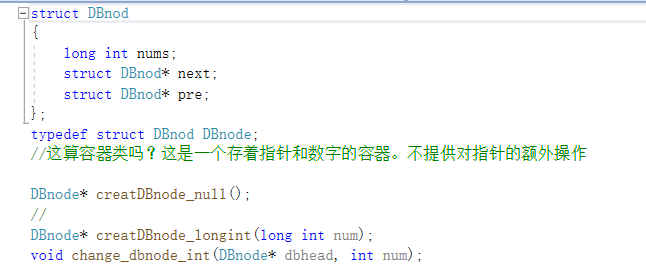 struct DBnod
{
long int nums;
struct DBnod* next;
struct DBnod* pre;
};
typedef struct DBnod DBnode;
//这算容器类吗？这是一个存着指针和数字的容器。不提供对指针的额外操作
DBnode* creatDBnode_null();
//
DBnode* creatDBnode_longint(long int num);
void change_dbnode_int(DBnode* dbhead, int num);